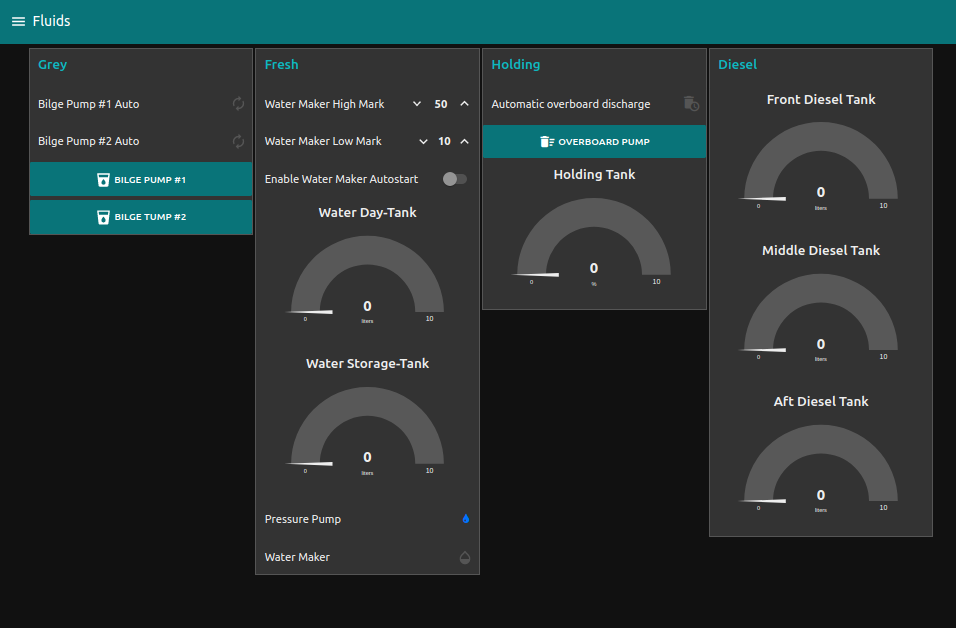 Fluids
Grey
Bilge Pump #1 Auto
Bilge Pump #2 Auto
BILGE PUMP #1
BILGE TUMP #2
Fresh
Water Maker High Mark 50
Water Maker Low Mark 10
Enable Water Maker Autostart
Water Day-Tank
0
0 liters 10
Water Storage-Tank
0
0 liters 10
Pressure Pump
Water Maker
Holding
Automatic overboard discharge
OVERBOARD PUMP
Holding Tank
0
0 % 10
Diesel
Front Diesel Tank
0
0 liters 10
Middle Diesel Tank
0
0 liters 10
Aft Diesel Tank
0
0 liters 10